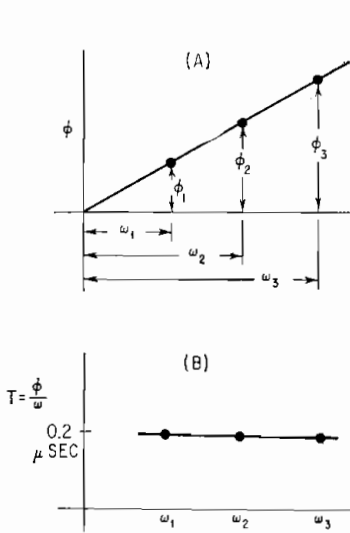 (A)
ϕ
ϕ1
ϕ2
ϕ3
ω1
ω2
ω3
(B)
T = ϕ/ω
0.2
μ SEC
ω1 ω2 ω3